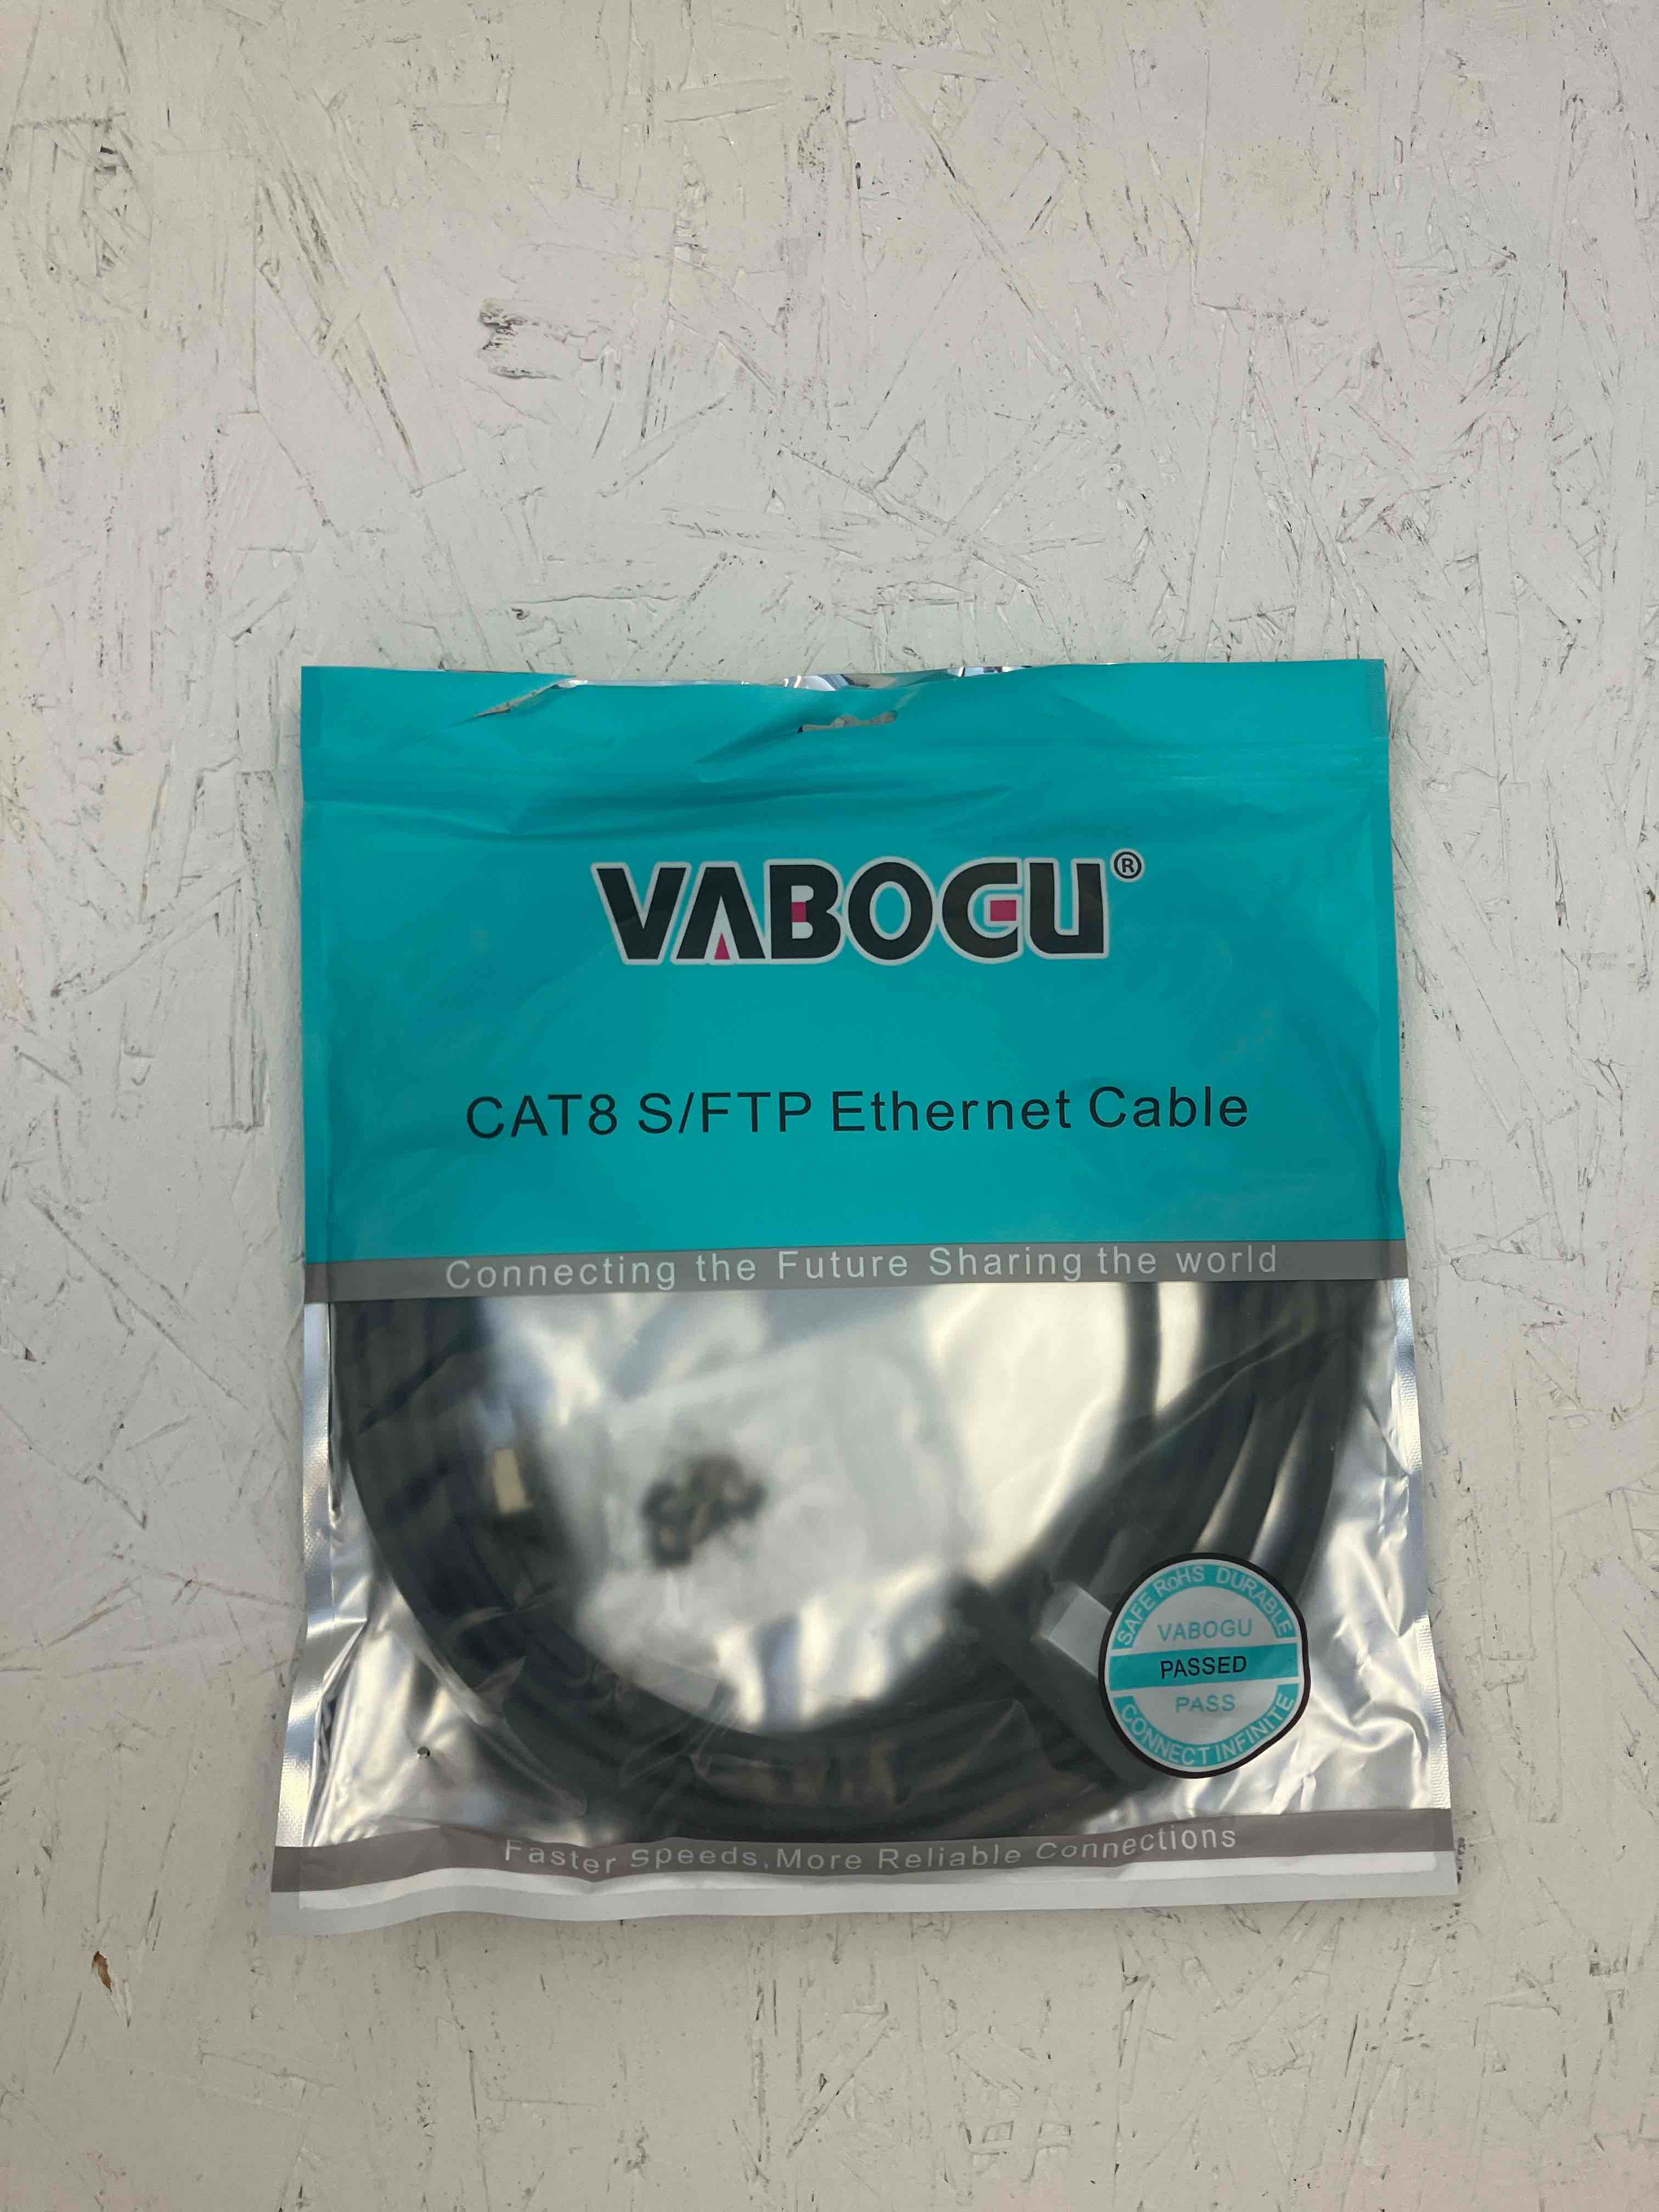 VABOGU®
CAT8 S/FTP Ethernet Cable
Connecting the Future Sharing the world
SAFE RoHS DURABLE
VABOGU
PASSED
PASS
CONNECT INFINITE
Faster Speeds,More Reliable Connections